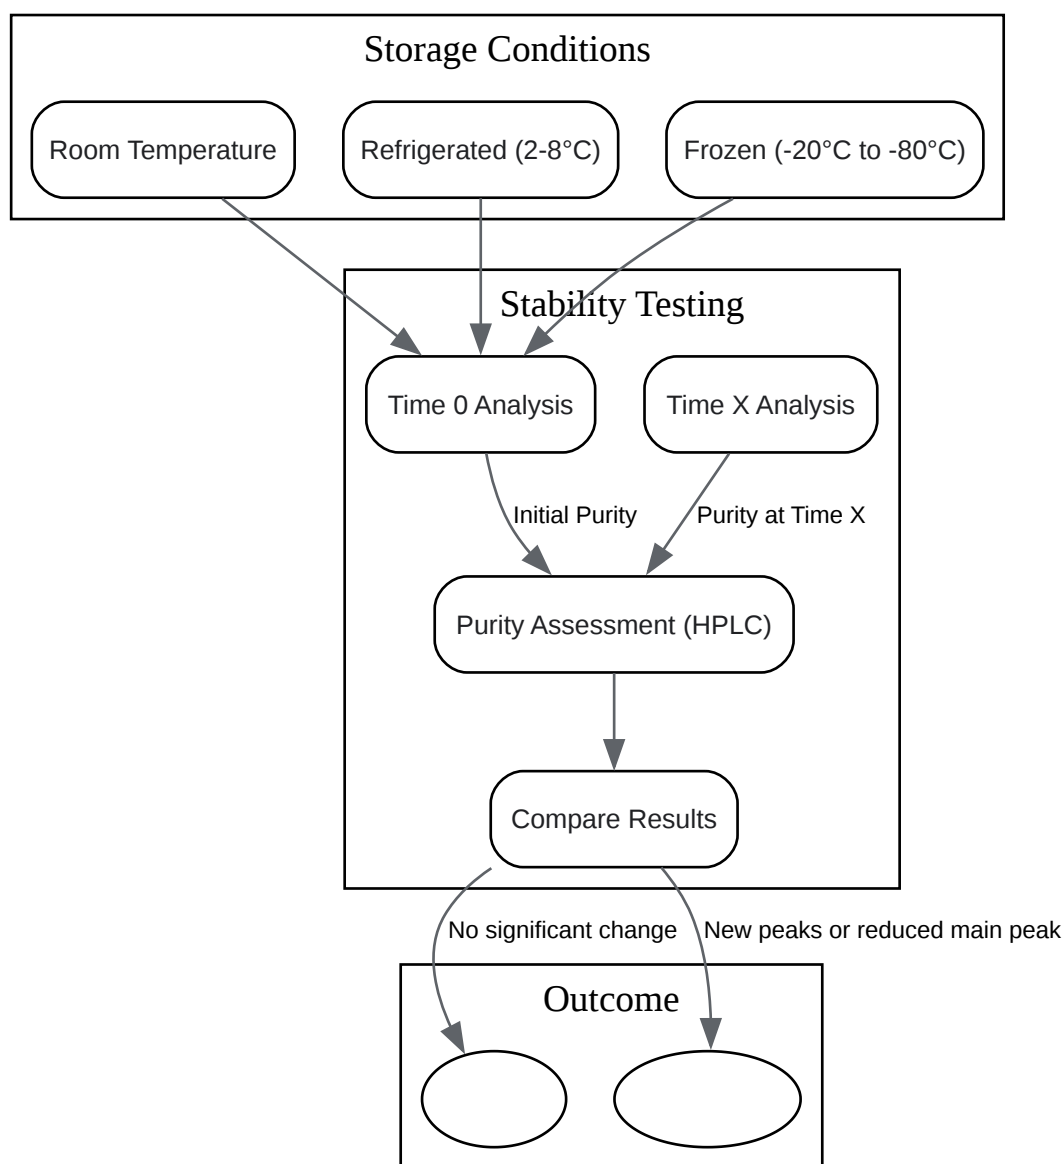 Storage Conditions
Room Temperature
Refrigerated (2-8°C)
Frozen (-20°C to -80°C)
Stability Testing
Time 0 Analysis
Time X Analysis
Initial Purity
Purity at Time X
Purity Assessment (HPLC)
Compare Results
No significant change
New peaks or reduced main peak
Outcome